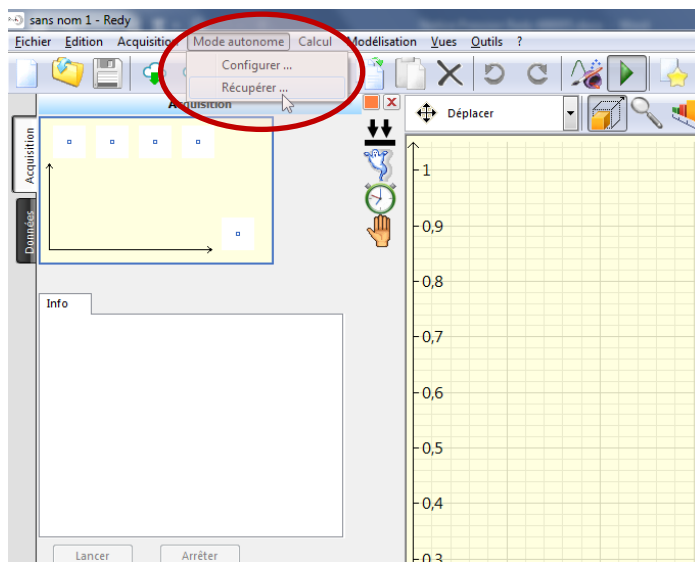 sans nom 1 - Redy
Fichier Edition Acquisition Mode autonome Calcul Modélisation Vues Outils ?
Configurer ...
Récupérer ...
Acquisition
Déplacer
Acquisition
Données
1
0,9
0,8
0,7
0,6
0,5
0,4
0,3
Info
Lancer Arrêter